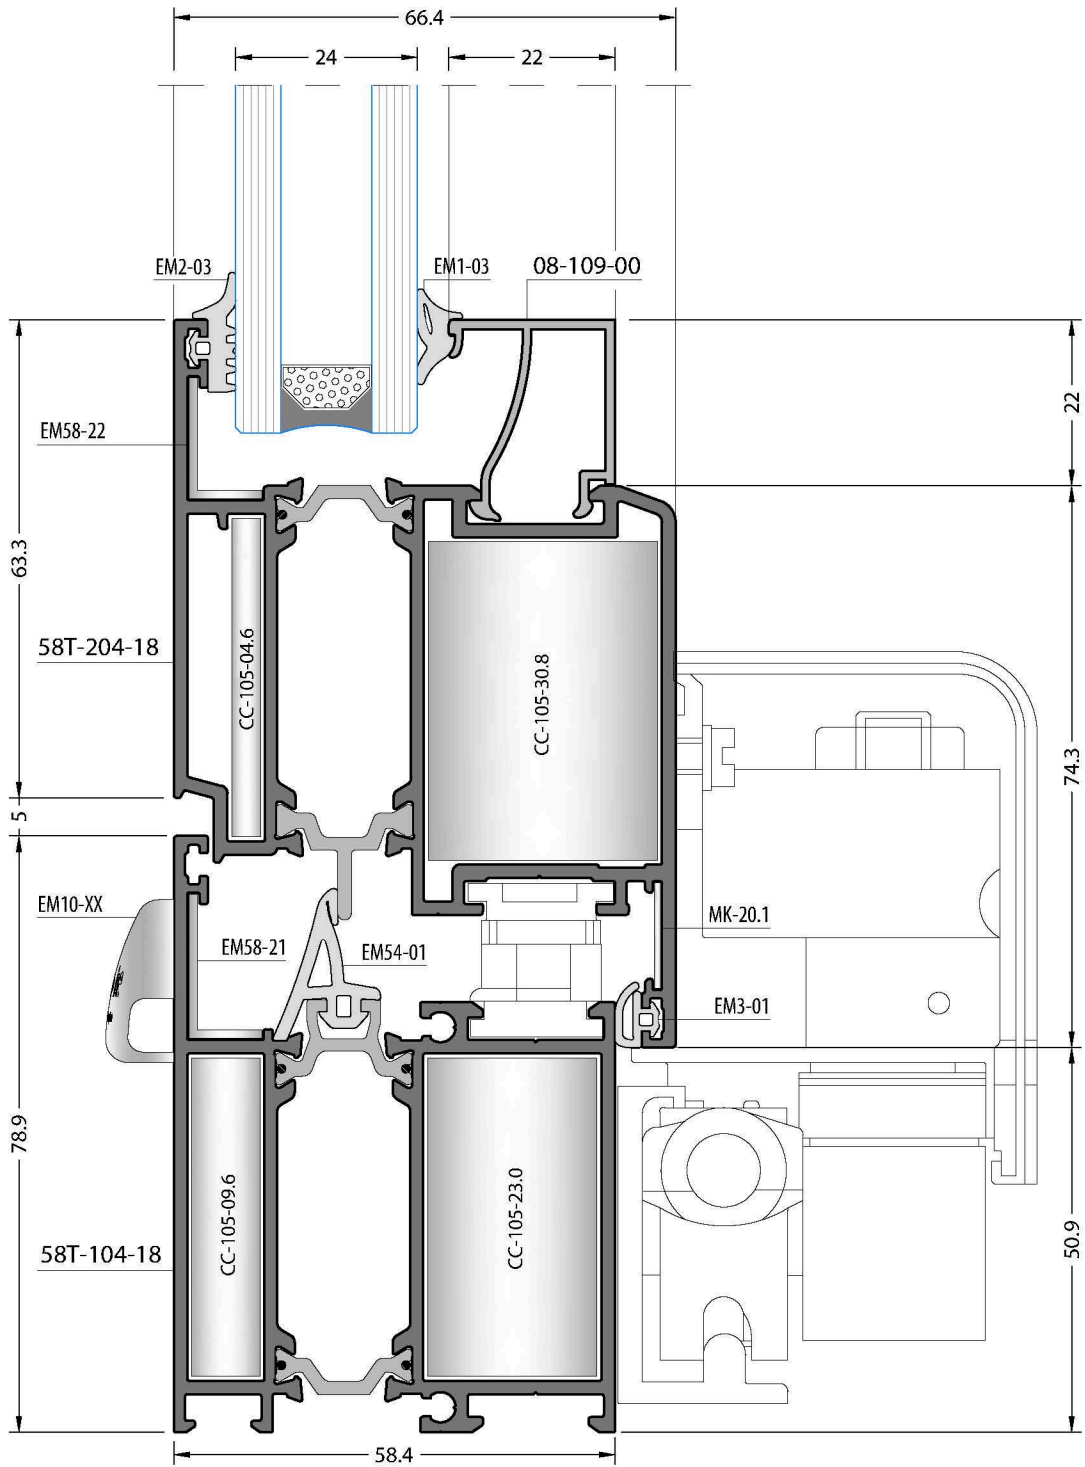 66.4
24
22
EM2-03
EM1-03
08-109-00
22
EM58-22
63.3
58T-204-18
CC-105-04.6
CC-105-30.8
74.3
5
EM10-XX
EM58-21
EM54-01
MK-20.1
EM3-01
78.9
CC-105-09.6
CC-105-23.0
58T-104-18
50.9
58.4